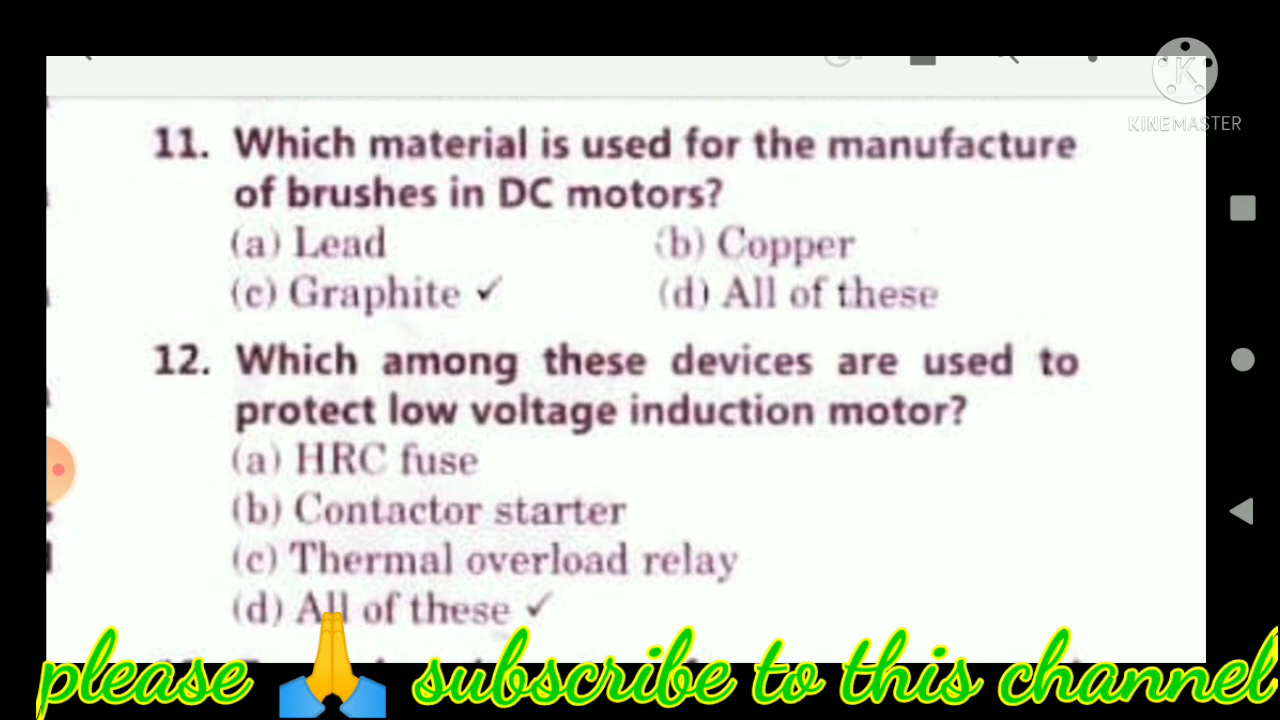 KINEMASTER
11. Which material is used for the manufacture
of brushes in DC motors?
(a) Lead (b) Copper
(c) Graphite ✓ (d) All of these
12. Which among these devices are used to
protect low voltage induction motor?
(a) HRC fuse
(b) Contactor starter
(c) Thermal overload relay
(d) All of these ✓
please 🙏 subscribe to this channel